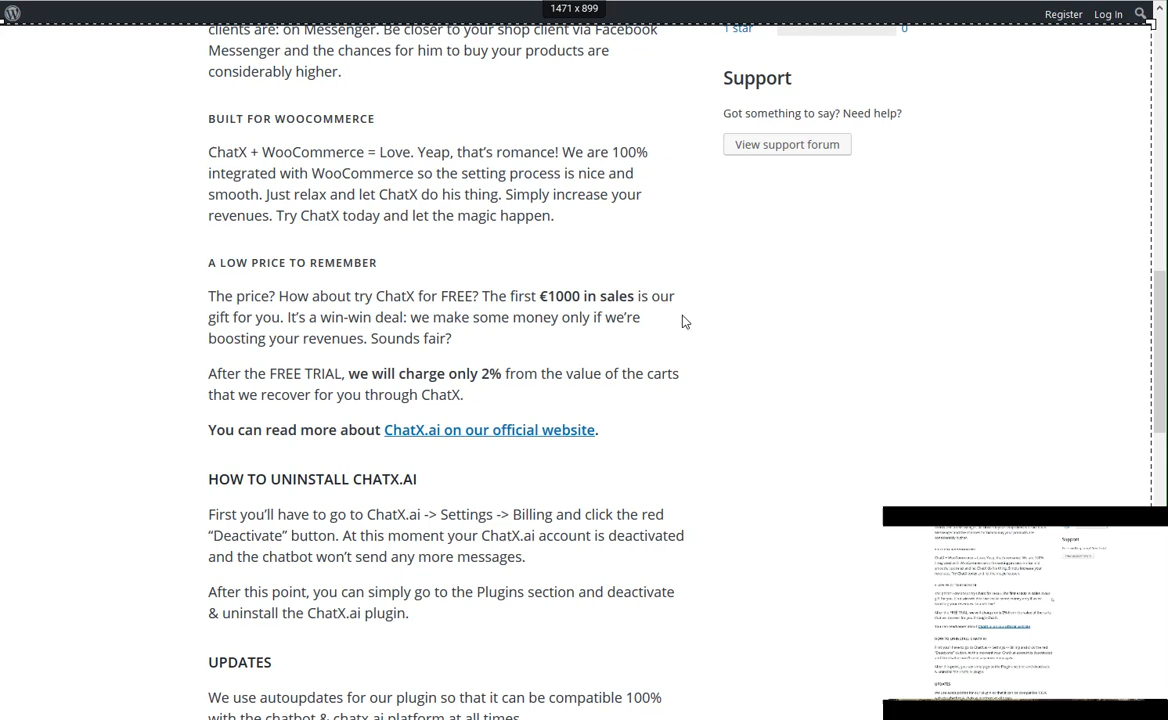 1471 x 899
Register Log In
clients are: on Messenger. Be closer to your shop client via Facebook
Messenger and the chances for him to buy your products are
considerably higher.
1 star 0
Support
Got something to say? Need help?
View support forum
BUILT FOR WOOCOMMERCE
ChatX + WooCommerce = Love. Yeap, that's romance! We are 100%
integrated with WooCommerce so the setting process is nice and
smooth. Just relax and let ChatX do his thing. Simply increase your
revenues. Try ChatX today and let the magic happen.
A LOW PRICE TO REMEMBER
The price? How about try ChatX for FREE? The first €1000 in sales is our
gift for you. It's a win-win deal: we make some money only if we're
boosting your revenues. Sounds fair?
After the FREE TRIAL, we will charge only 2% from the value of the carts
that we recover for you through ChatX.
You can read more about ChatX.ai on our official website.
HOW TO UNINSTALL CHATX.AI
First you'll have to go to ChatX.ai -> Settings -> Billing and click the red
“Deactivate” button. At this moment your ChatX.ai account is deactivated
and the chatbot won't send any more messages.
After this point, you can simply go to the Plugins section and deactivate
& uninstall the ChatX.ai plugin.
UPDATES
We use autoupdates for our plugin so that it can be compatible 100%
with the chatbot & chatx.ai platform at all times.